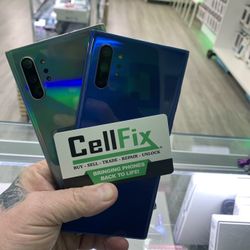 CellFix
BUY - SELL - TRADE - REPAIR - UNLOCK
BRINGING PHONES
BACK TO LIFE!